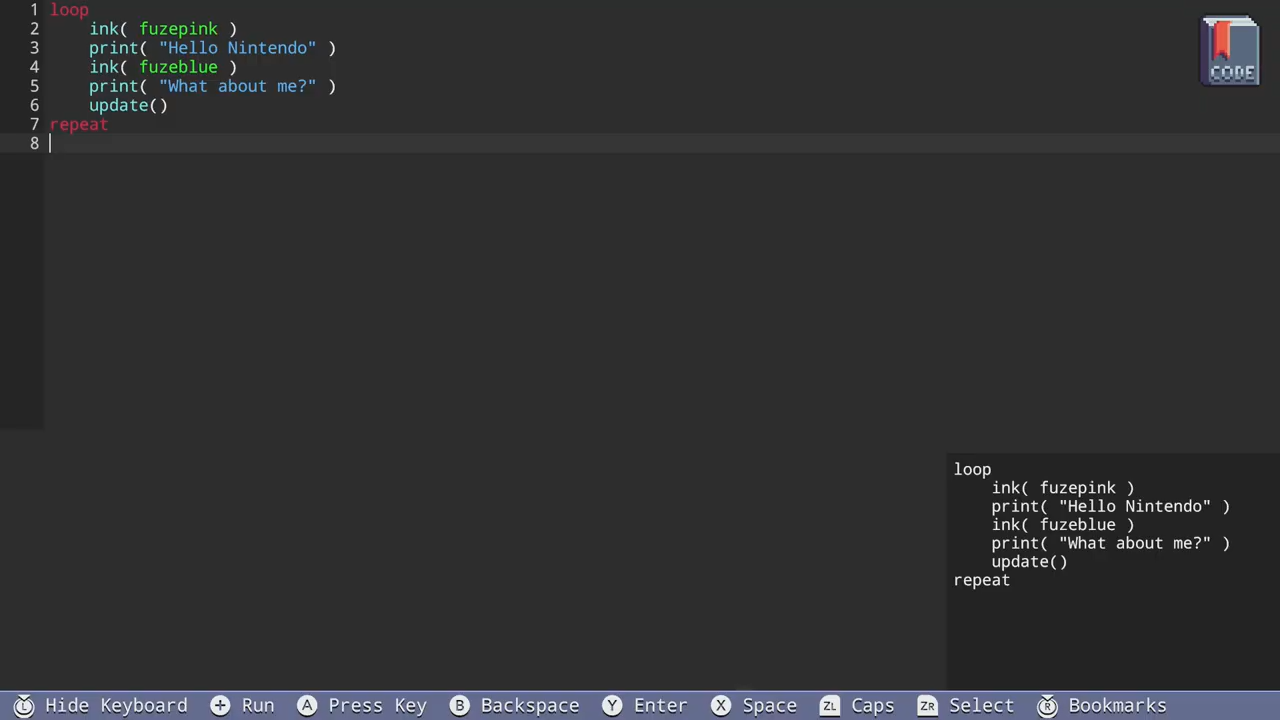 1 loop
2 ink( fuzepink )
3 print( "Hello Nintendo" )
4 ink( fuzeblue )
5 print( "What about me?" )
6 update()
7 repeat
8
CODE
loop
ink( fuzepink )
print( "Hello Nintendo" )
ink( fuzeblue )
print( "What about me?" )
update()
repeat
L Hide Keyboard + Run A Press Key B Backspace Y Enter X Space ZL Caps ZR Select R Bookmarks